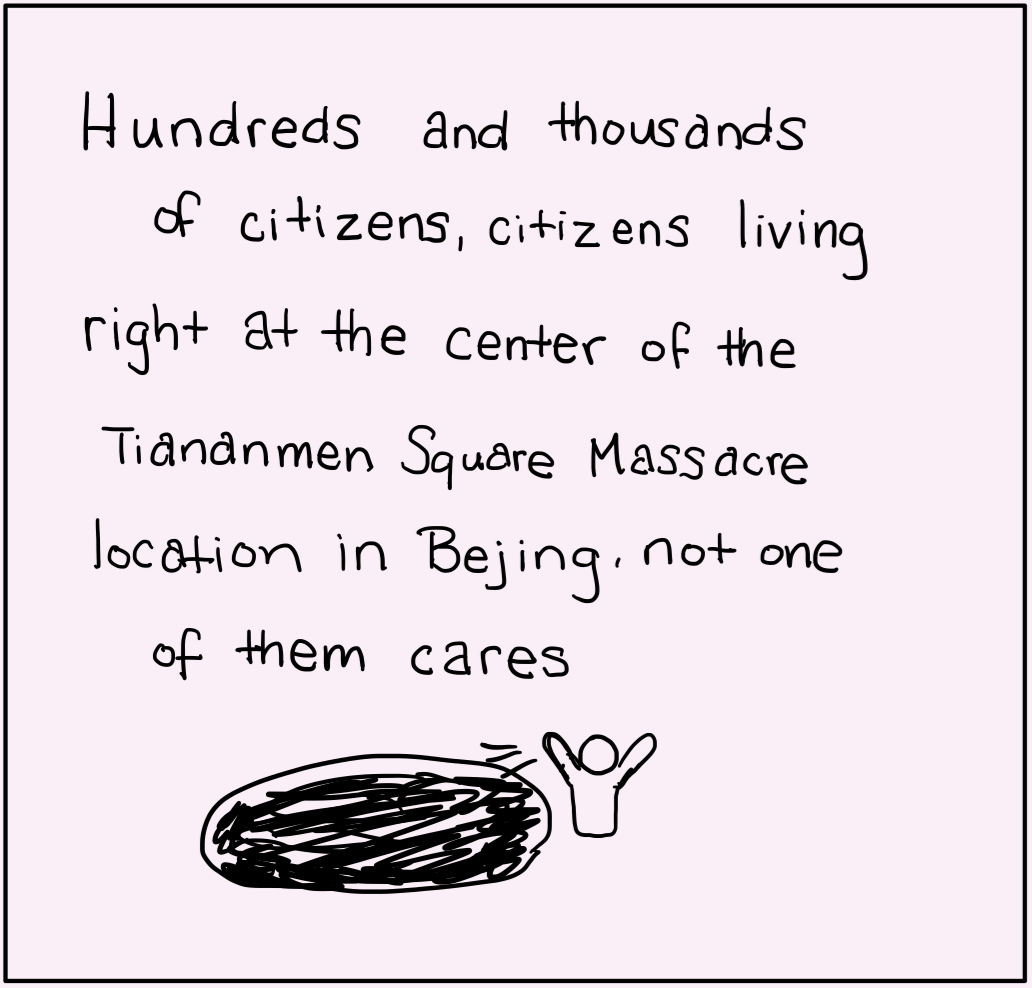 Hundreds and thousands
of citizens, citizens living
right at the center of the
Tiananmen Square Massacre
location in Bejing, not one
of them cares